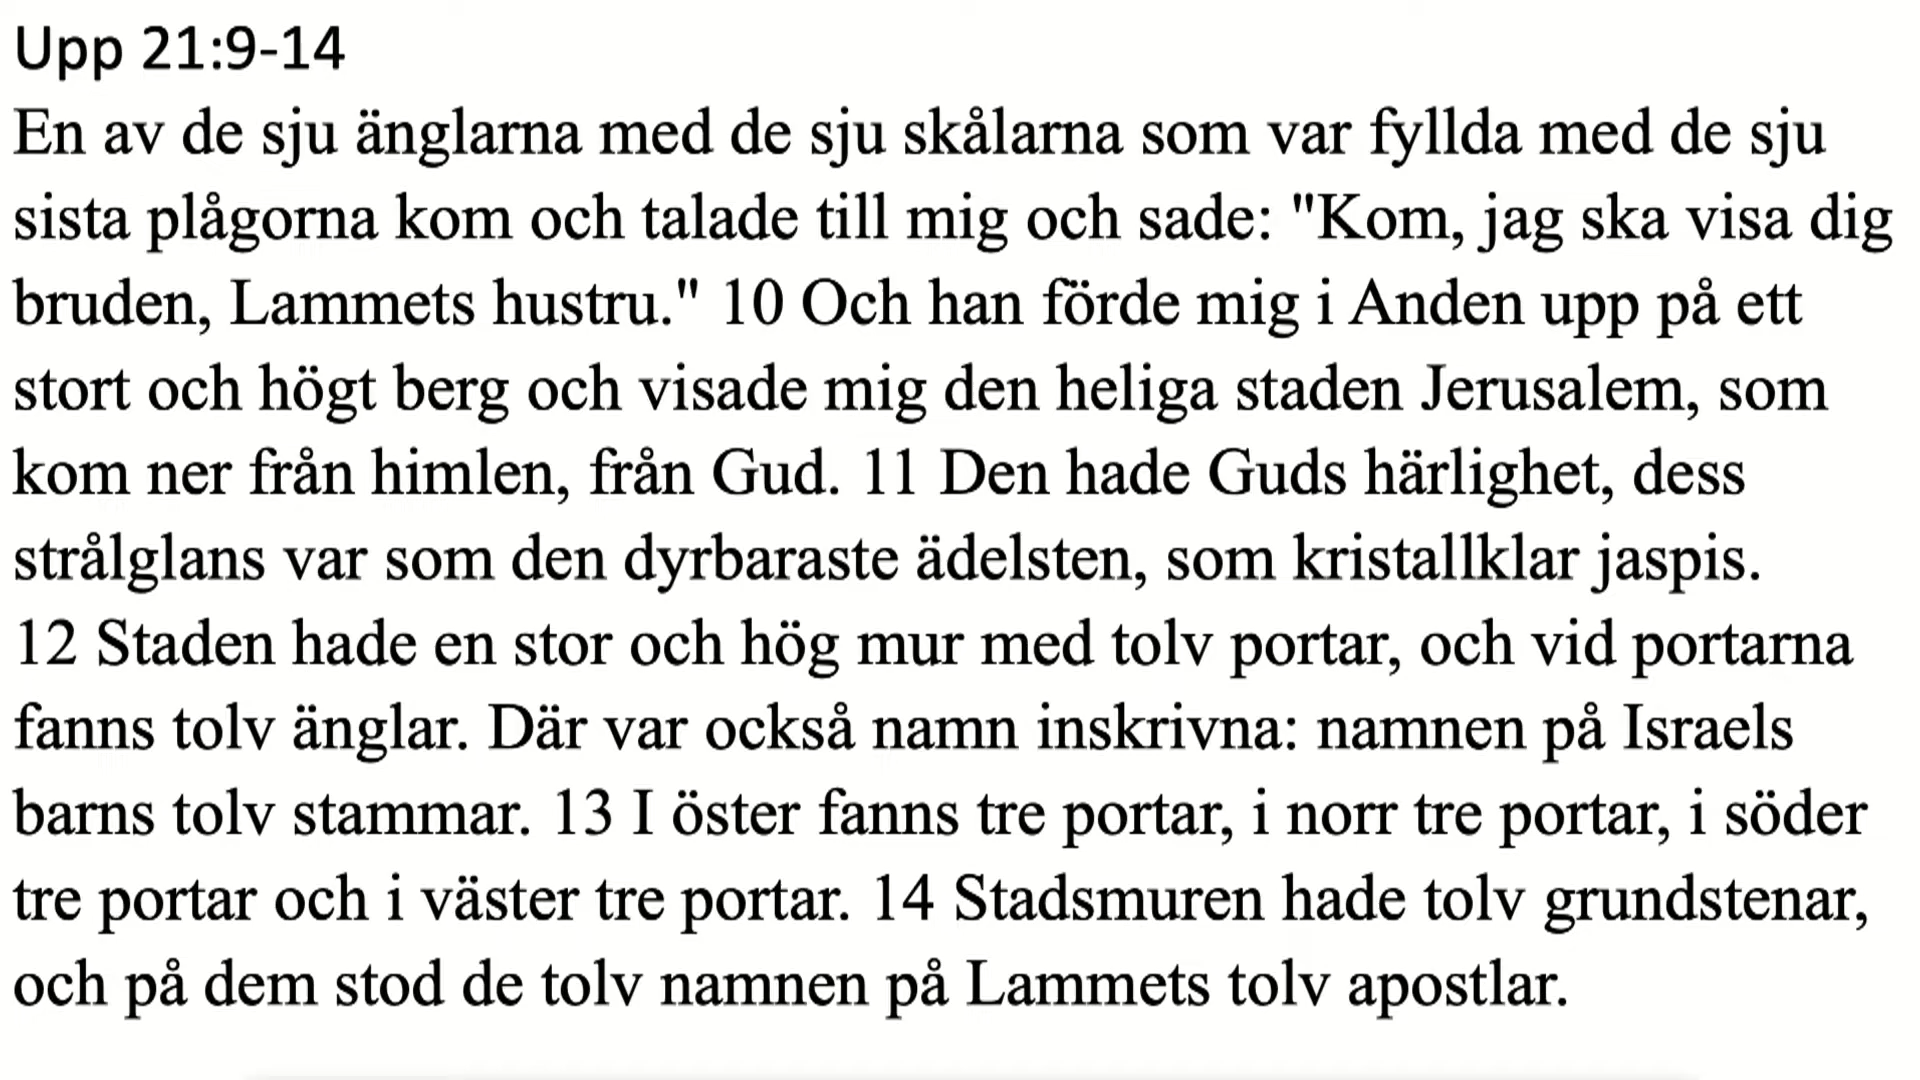 Upp 21:9-14
En av de sju änglarna med de sju skålarna som var fyllda med de sju
sista plågorna kom och talade till mig och sade: "Kom, jag ska visa dig
bruden, Lammets hustru." 10 Och han förde mig i Anden upp på ett
stort och högt berg och visade mig den heliga staden Jerusalem, som
kom ner från himlen, från Gud. 11 Den hade Guds härlighet, dess
strålglans var som den dyrbaraste ädelsten, som kristallklar jaspis.
12 Staden hade en stor och hög mur med tolv portar, och vid portarna
fanns tolv änglar. Där var också namn inskrivna: namnen på Israels
barns tolv stammar. 13 I öster fanns tre portar, i norr tre portar, i söder
tre portar och i väster tre portar. 14 Stadsmuren hade tolv grundstenar,
och på dem stod de tolv namnen på Lammets tolv apostlar.